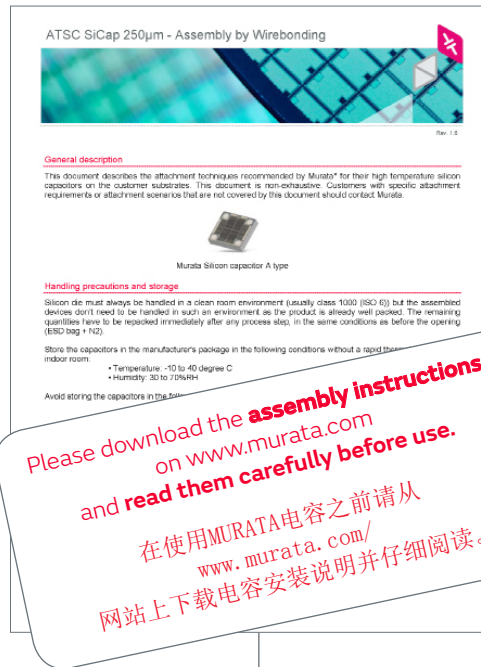 ATSC SiCap 250µm - Assembly by Wirebonding
Rev. 1.6
General description
This document describes the attachment techniques recommended by Murata* for their high temperature silicon
capacitors on the customer substrates. This document is non-exhaustive. Customers with specific attachment
requirements or attachment scenarios that are not covered by this document should contact Murata.
Murata Silicon capacitor A type
Handling precautions and storage
Silicon die must always be handled in a clean room environment (usually class 1000 (ISO 6)) but the assembled
devices don't need to be handled in such an environment as the product is already well packed. The remaining
quantities have to be repacked immediately after any process step, in the same conditions as before the opening
(ESD bag + N2).
Store the capacitors in the manufacturer's package in the following conditions without a rapid
indoor room:
• Temperature: -10 to 40 degree C
• Humidity: 30 to 70%RH
Avoid storing the capacitors in the
Please download the assembly instructions
on www.murata.com
and read them carefully before use.
在使用MURATA电容之前请从
www.murata.com/
网站上下载电容安装说明并仔细阅读。